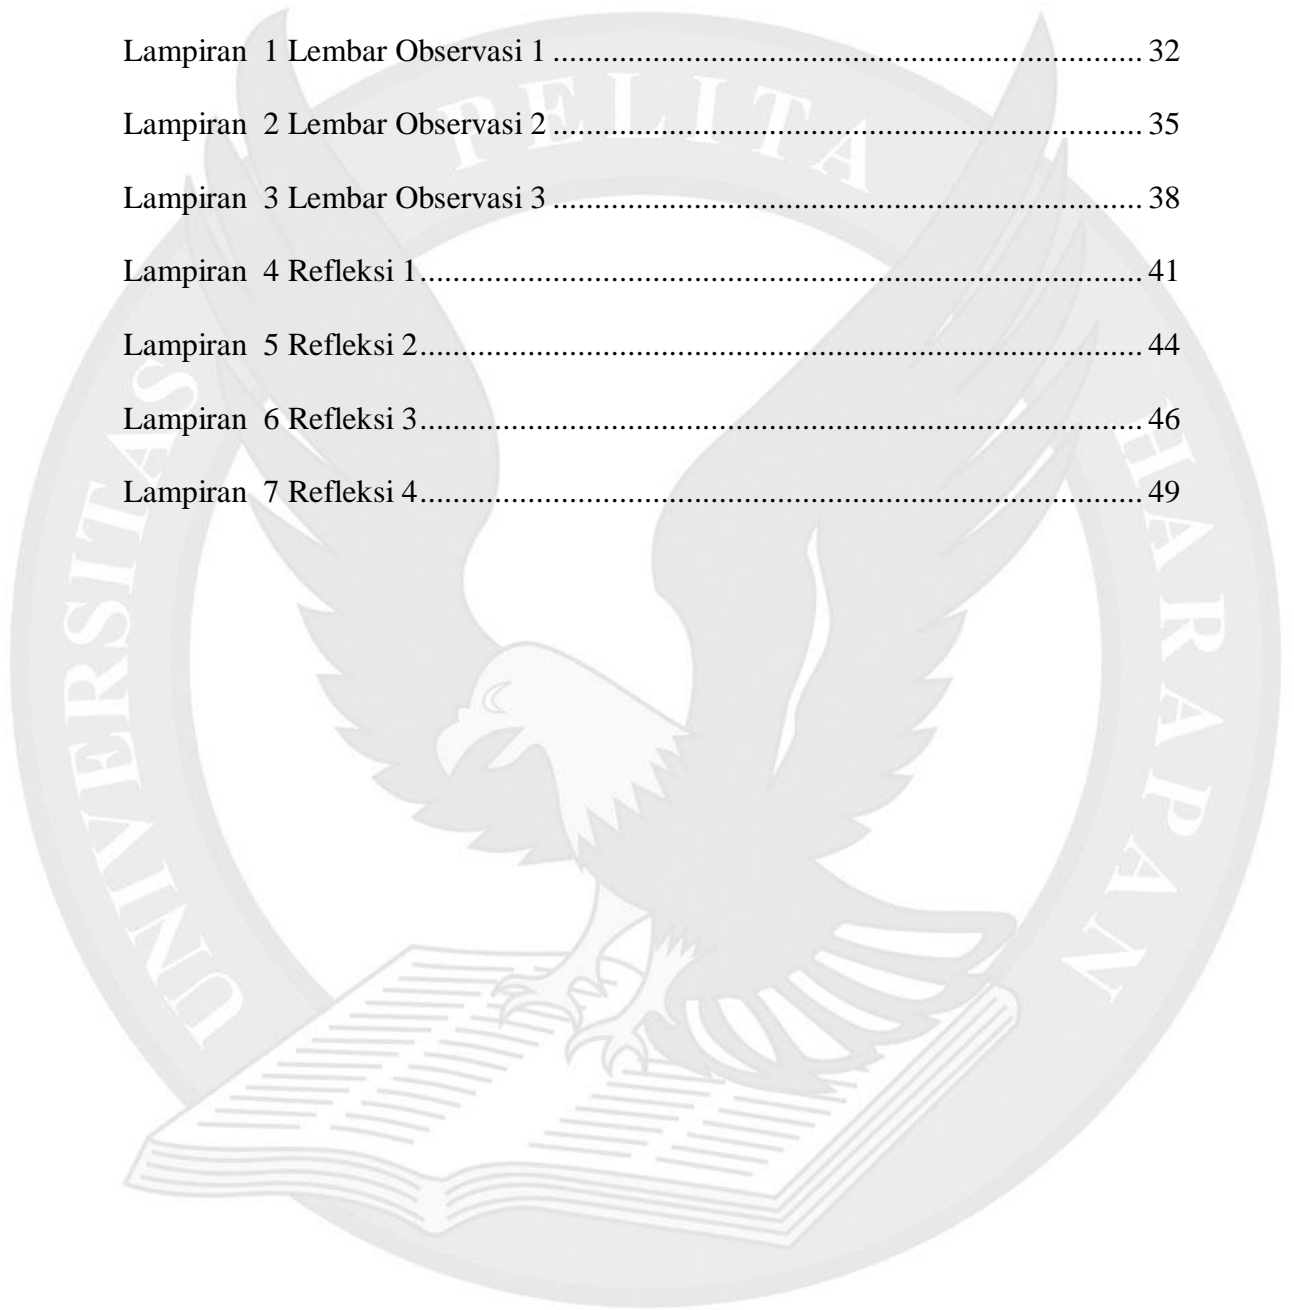 Lampiran  1 Lembar Observasi 1 ........................................................................... 32
Lampiran  2 Lembar Observasi 2 ........................................................................... 35
Lampiran  3 Lembar Observasi 3 ........................................................................... 38
Lampiran  4 Refleksi 1............................................................................................ 41
Lampiran  5 Refleksi 2............................................................................................ 44
Lampiran  6 Refleksi 3............................................................................................ 46
Lampiran  7 Refleksi 4............................................................................................ 49
UNIVERSITAS PELITA HARAPAN